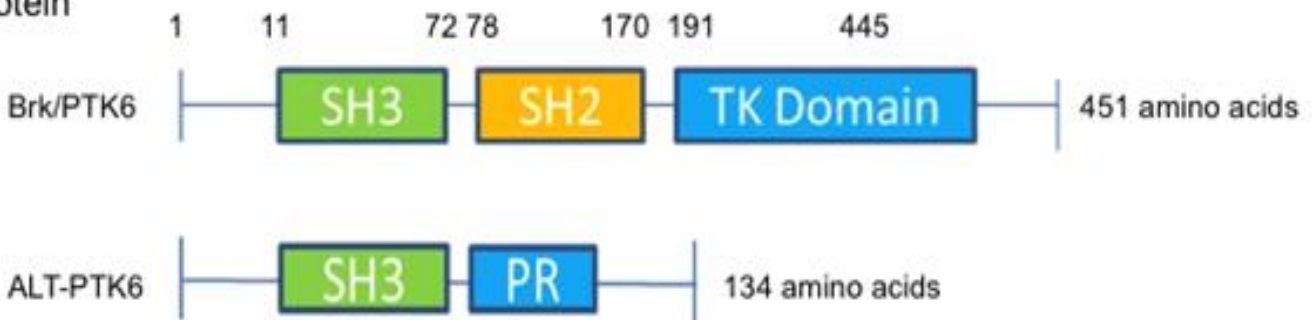 1 11 72 78 170 191 445
Brk/PTK6 SH3 SH2 TK Domain 451 amino acids
ALT-PTK6 SH3 PR 134 amino acids